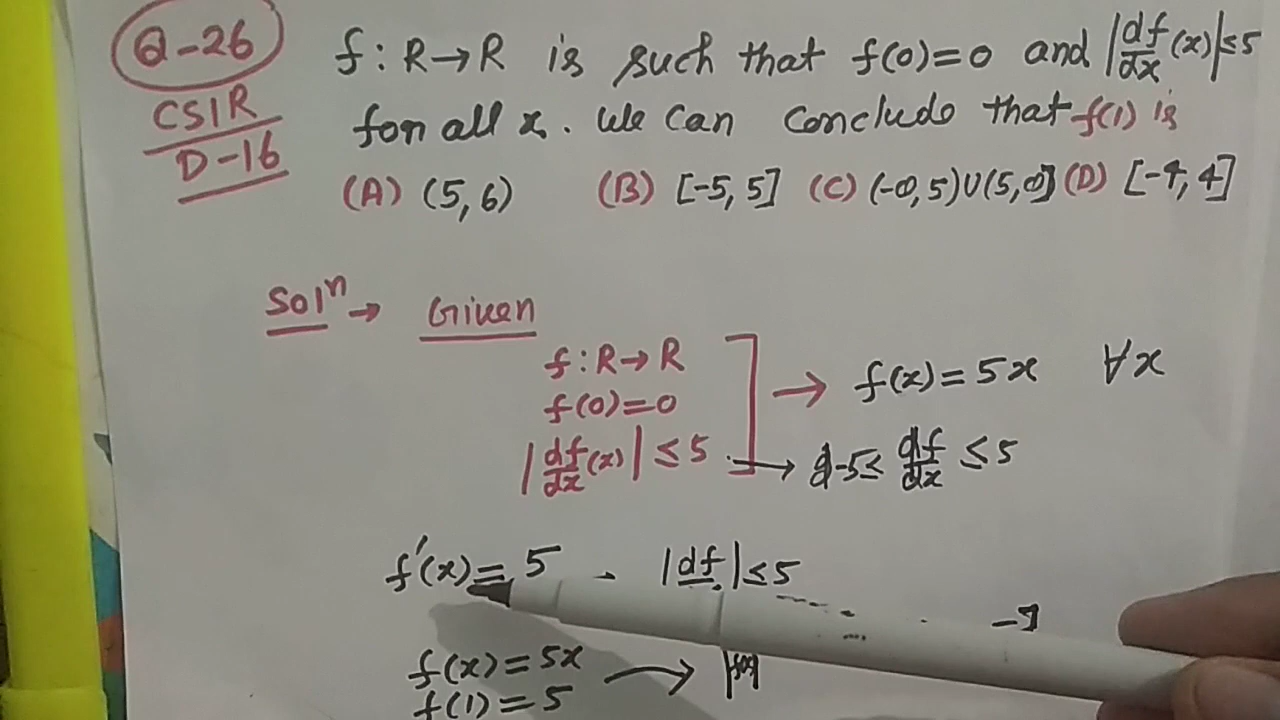 Q-26
f : R→R is such that f(0)=0 and |df/dx (x)|≤5
CSIR
for all x. We can conclude that f(1) is
D-16
(A) (5, 6) (B) [-5, 5] (C) (-∞, 5)∪(5, ∞] (D) [-4, 4]
Solⁿ → Given
f : R→R
f(0)=0 → f(x) = 5x ∀x
|df/dx (x)| ≤ 5 → -5≤ df/dx ≤ 5
f'(x) = 5 |df |≤5
f(x) = 5x →
f(1) = 5